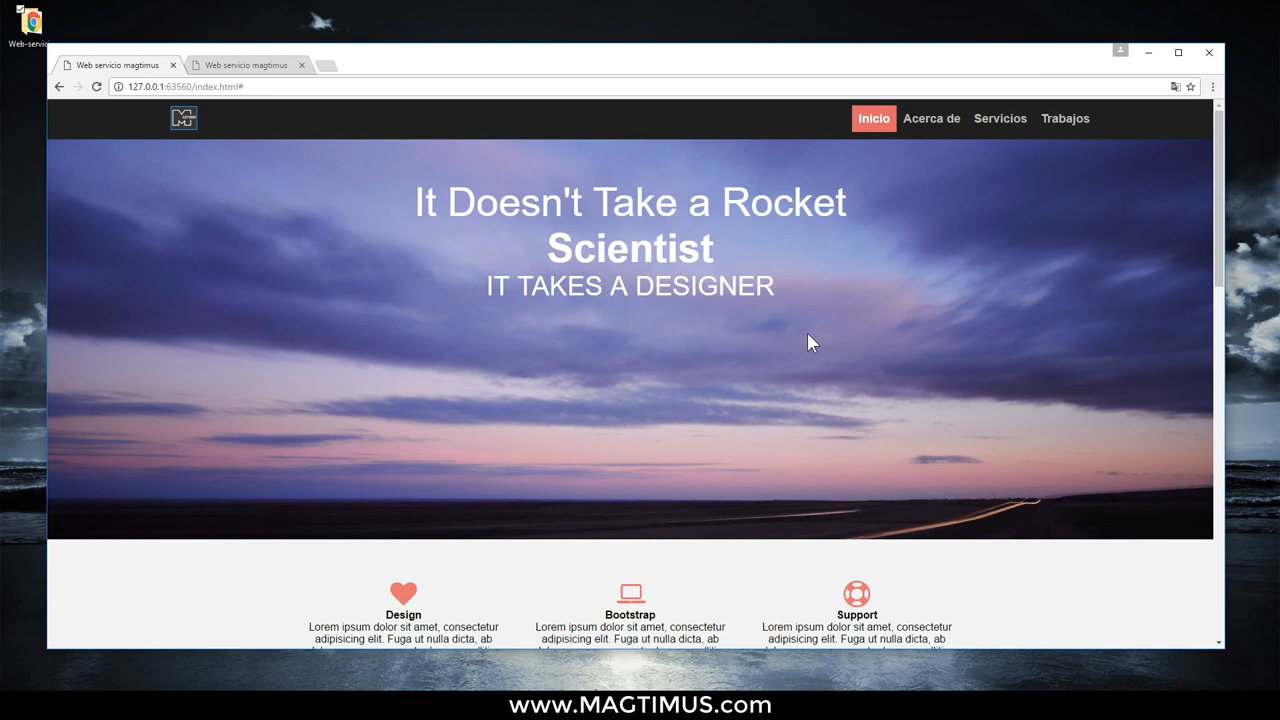 Web-servic
Web servicio magtimus
Web servicio magtimus
127.0.0.1:63560/index.html#
Inicio Acerca de Servicios Trabajos
It Doesn't Take a Rocket
Scientist
IT TAKES A DESIGNER
Design
Lorem ipsum dolor sit amet, consectetur
adipisicing elit. Fuga ut nulla dicta, ab
Bootstrap
Lorem ipsum dolor sit amet, consectetur
adipisicing elit. Fuga ut nulla dicta, ab
Support
Lorem ipsum dolor sit amet, consectetur
adipisicing elit. Fuga ut nulla dicta, ab
www.MAGTIMUS.com